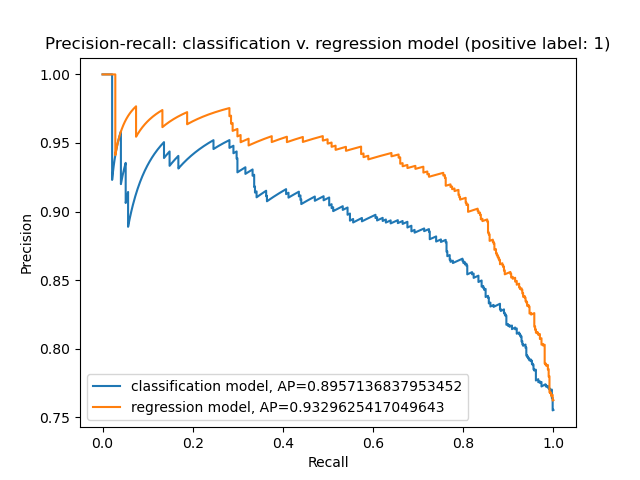 Precision-recall: classification v. regression model (positive label: 1)
1.00
0.95
0.90
0.85
0.80
0.75
Precision
classification model, AP=0.8957136837953452
regression model, AP=0.9329625417049643
0.0 0.2 0.4 0.6 0.8 1.0
Recall